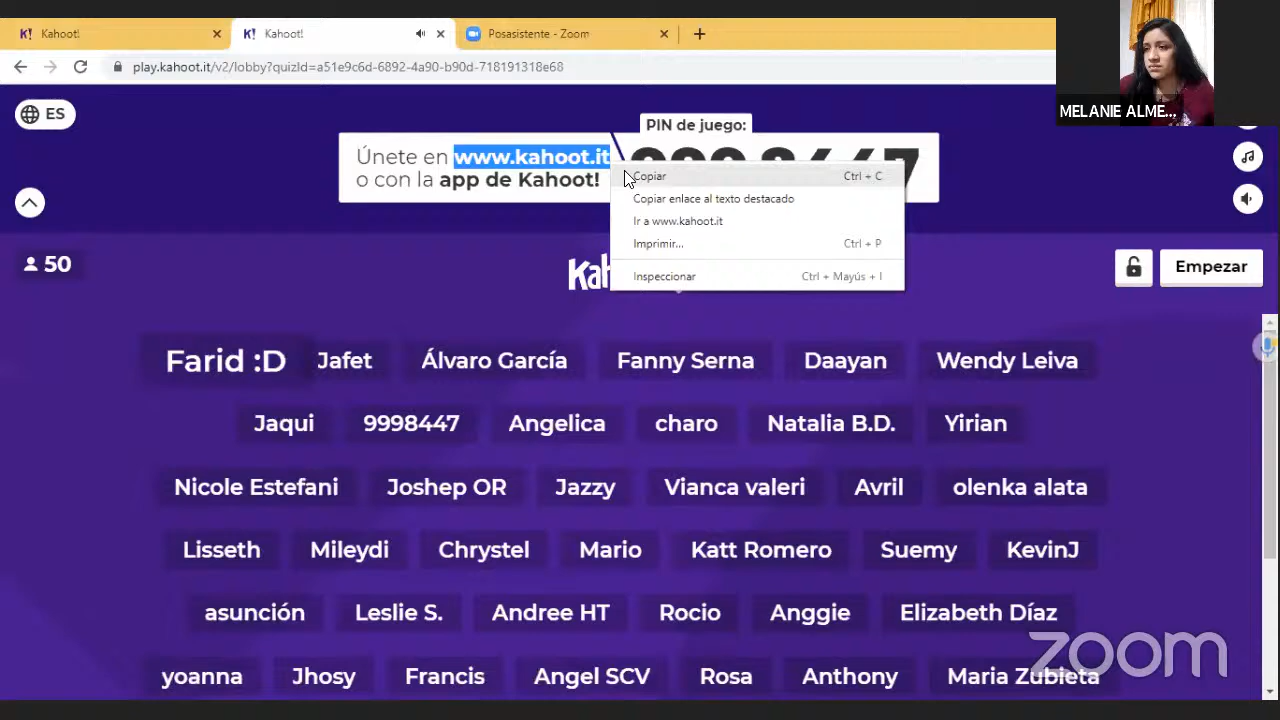 Kahoot!
Kahoot!
Posasistente - Zoom
play.kahoot.it/v2/lobby?quizId=a51e9c6d-6892-4a90-b90d-718191318e68
MELANIE ALME...
ES
PIN de juego:
Únete en www.kahoot.it
o con la app de Kahoot!
Copiar Ctrl + C
Copiar enlace al texto destacado
Ir a www.kahoot.it
Imprimir... Ctrl + P
Inspeccionar Ctrl + Mayús + I
50
Empezar
Farid :D Jafet Álvaro García Fanny Serna Daayan Wendy Leiva
Jaqui 9998447 Angelica charo Natalia B.D. Yirian
Nicole Estefani Joshep OR Jazzy Vianca valeri Avril olenka alata
Lisseth Mileydi Chrystel Mario Katt Romero Suemy KevinJ
asunción Leslie S. Andree HT Rocio Anggie Elizabeth Díaz
yoanna Jhosy Francis Angel SCV Rosa Anthony Maria Zubieta
zoom